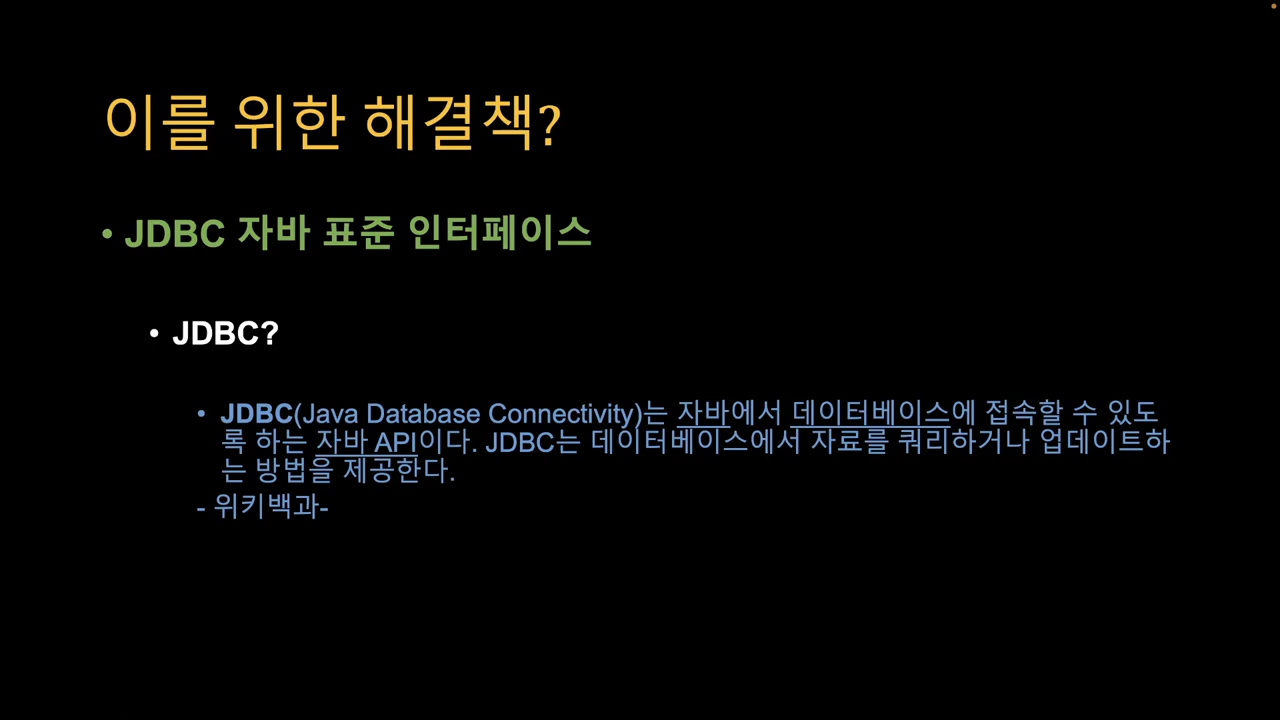 이를 위한 해결책?
• JDBC 자바 표준 인터페이스
• JDBC?
• JDBC(Java Database Connectivity)는 자바에서 데이터베이스에 접속할 수 있도
록 하는 자바 API이다. JDBC는 데이터베이스에서 자료를 쿼리하거나 업데이트하
는 방법을 제공한다.
- 위키백과-